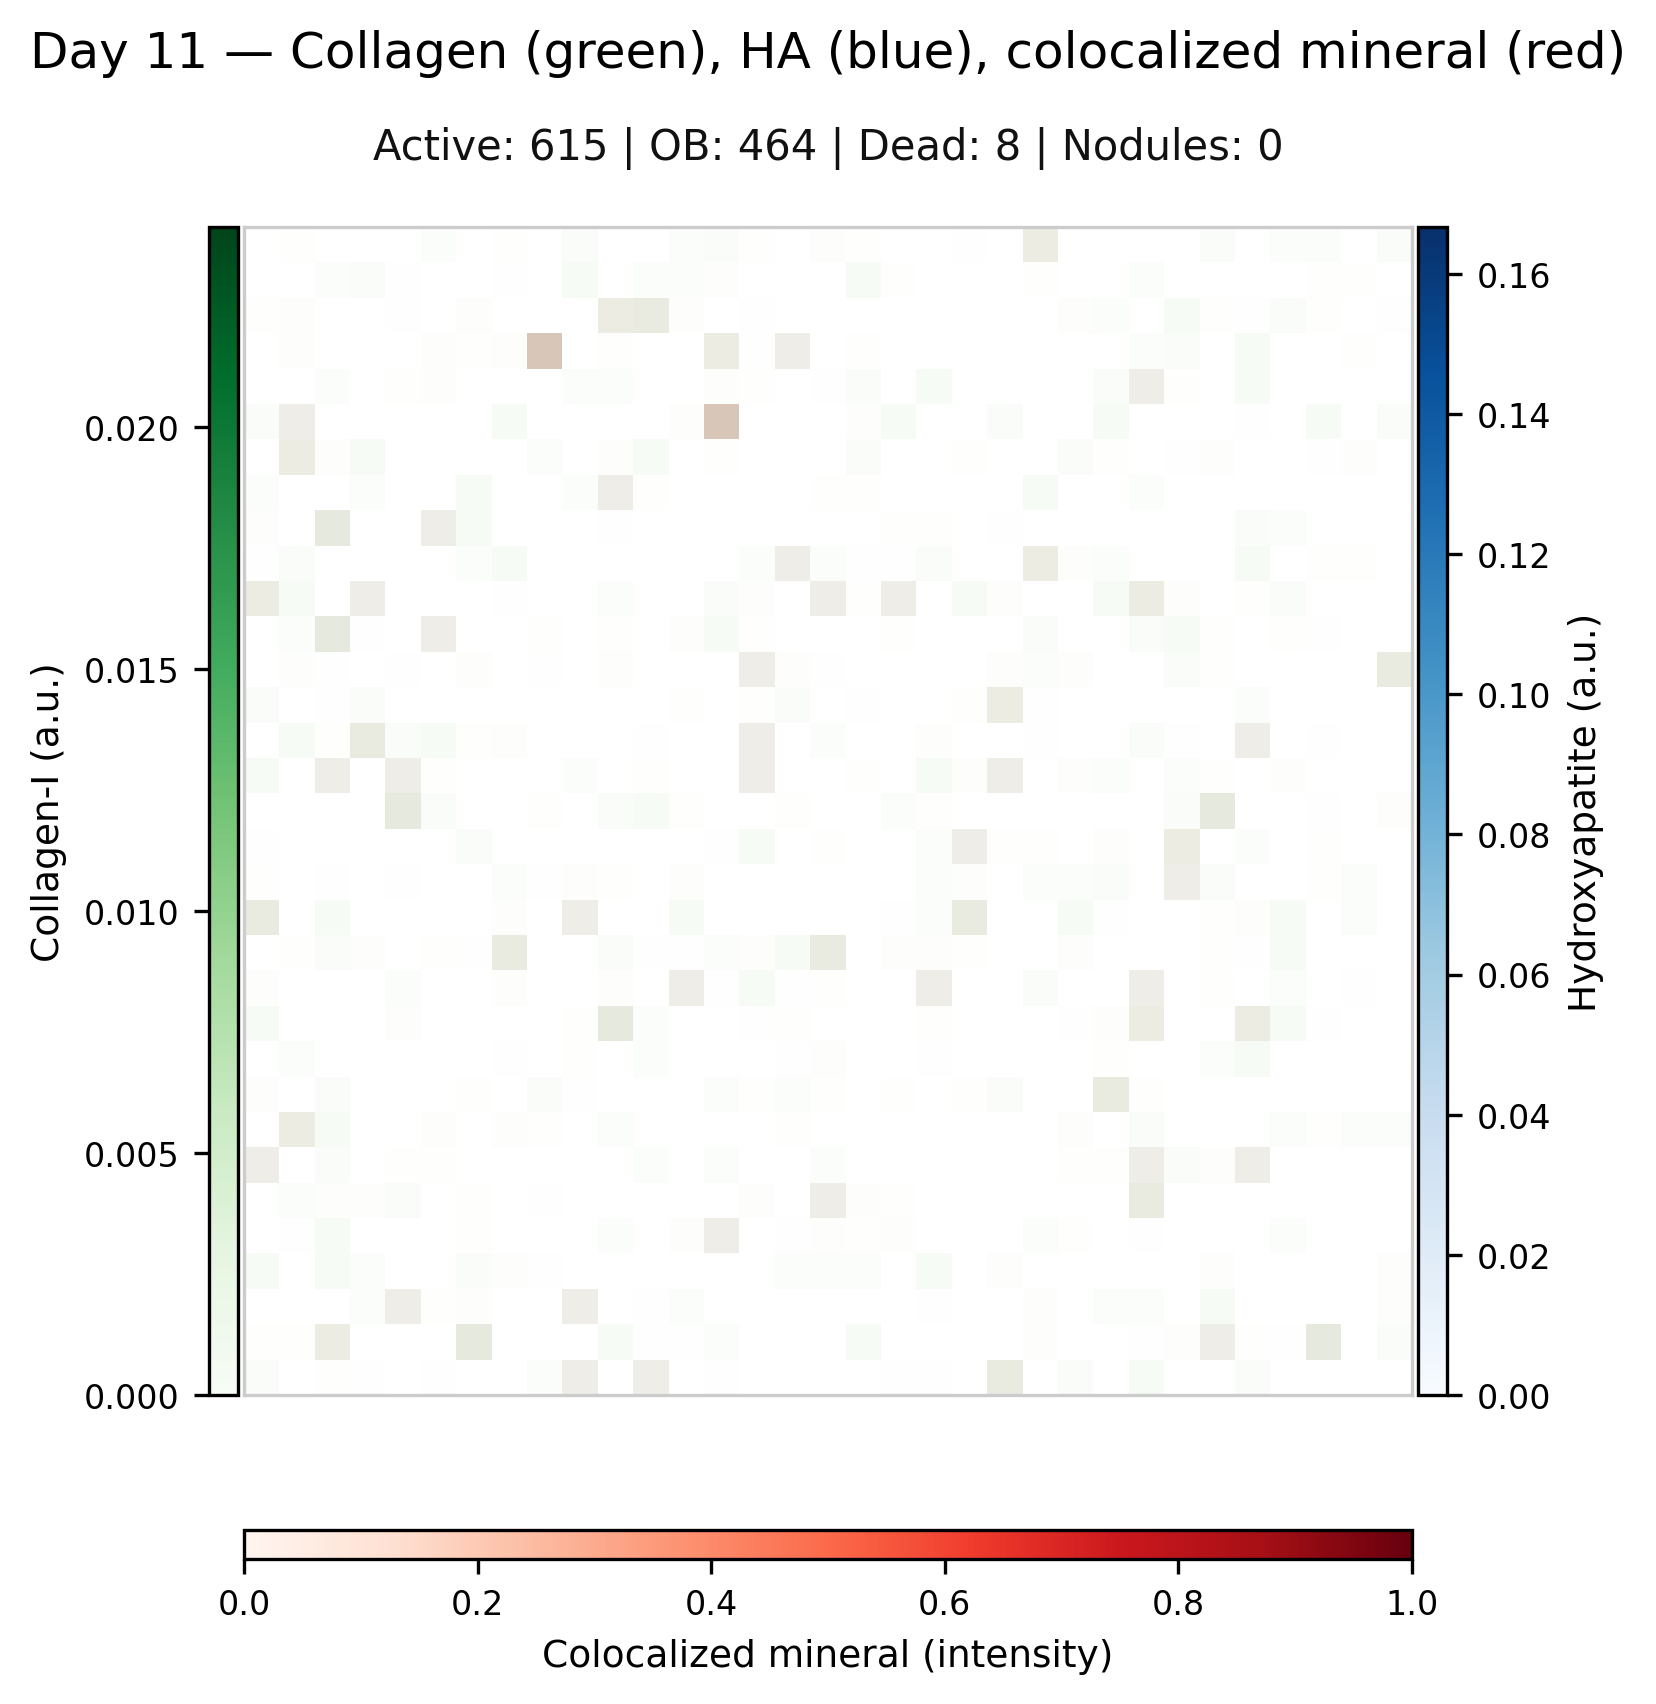 Day 11 — Collagen (green), HA (blue), colocalized mineral (red)
Active: 615 | OB: 464 | Dead: 8 | Nodules: 0
0.020
0.015
0.010
0.005
0.000
Collagen-I (a.u.)
0.16
0.14
0.12
0.10
0.08
0.06
0.04
0.02
0.00
Hydroxyapatite (a.u.)
0.0 0.2 0.4 0.6 0.8 1.0
Colocalized mineral (intensity)